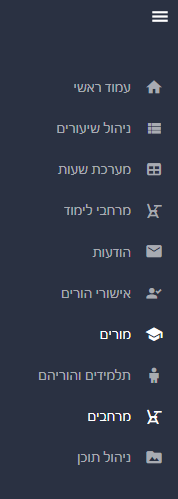 עמוד ראשי
ניהול שיעורים
מערכת שעות
מרחבי לימוד
הודעות
אישורי הורים
מורים
תלמידים והוריהם
מרחבים
ניהול תוכן